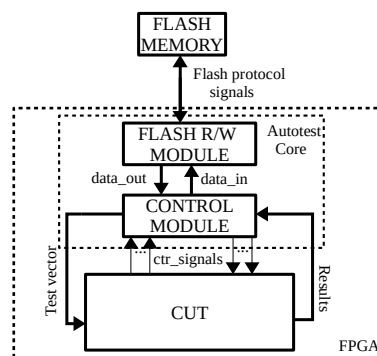 FLASH
MEMORY
Flash protocol
signals
Autotest
Core
FLASH R/W
MODULE
data_out
data_in
CONTROL
MODULE
...
ctr_signals
...
Test vector
Results
CUT
FPGA